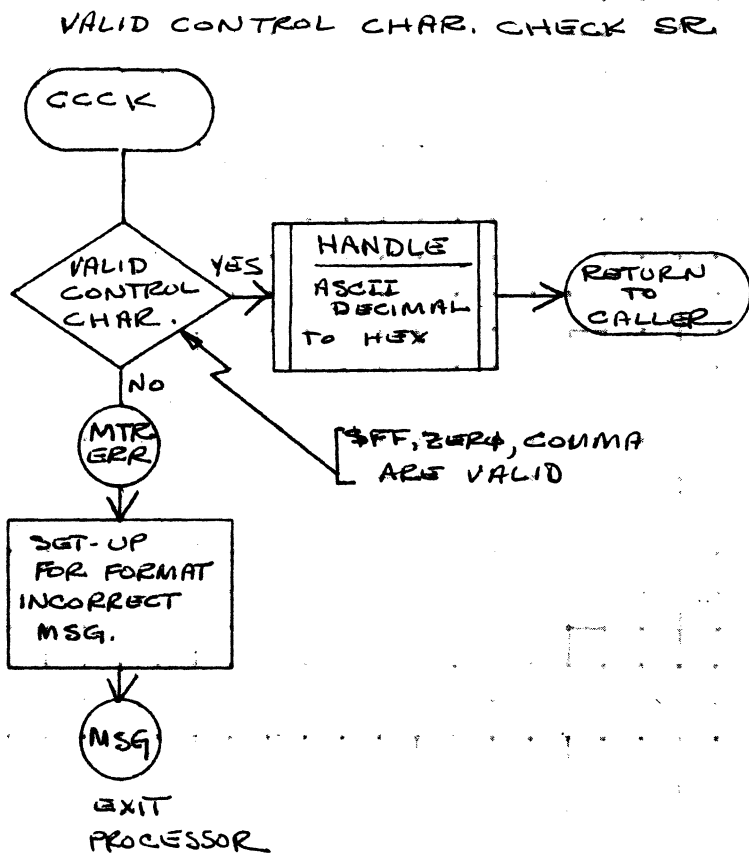 VALID CONTROL CHAR. CHECK SR.
CCCK
VALID
CONTROL
CHAR.
YES
HANDLE
ASCII
DECIMAL
TO HEX
RETURN
TO
CALLER
NO
MTR
ERR
$FF, ZERO, COMMA
ARE VALID
SET-UP
FOR FORMAT
INCORRECT
MSG.
MSG
EXIT
PROCESSOR